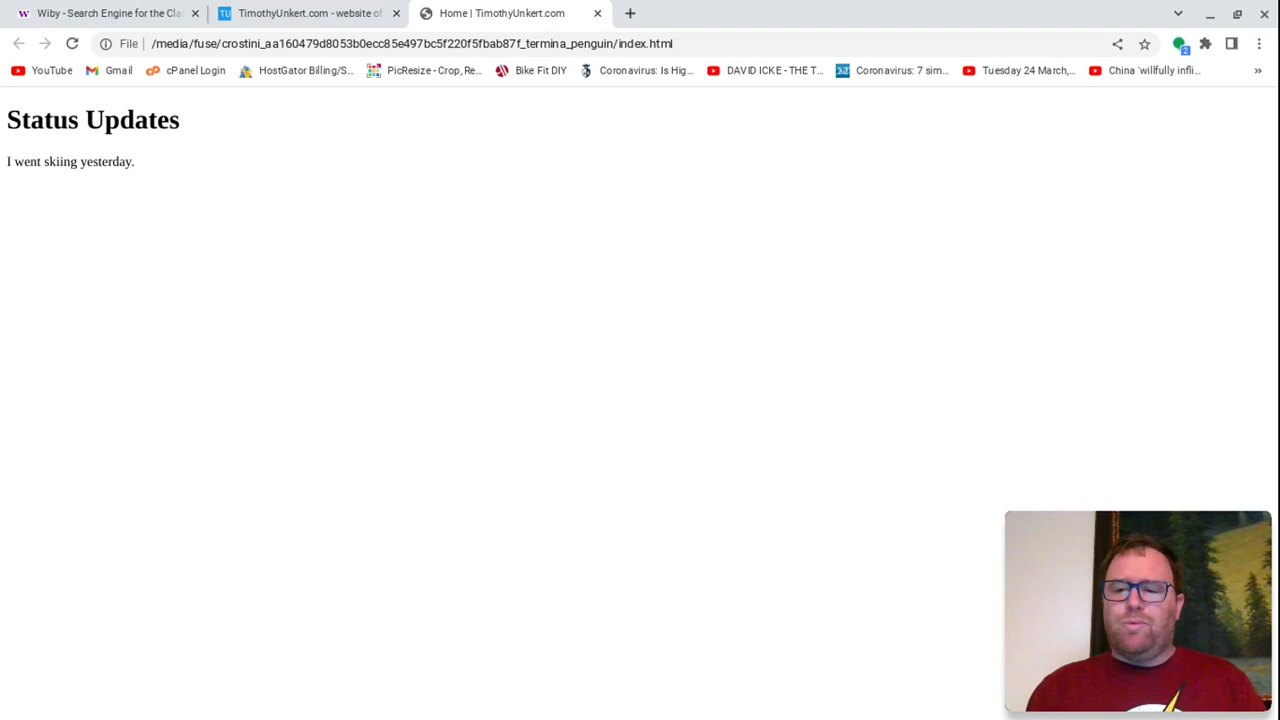 Wiby - Search Engine for the Cla
TimothyUnkert.com - website of
Home | TimothyUnkert.com
File
/media/fuse/crostini_aa160479d8053b0ecc85e497bc5f220f5fbab87f_termina_penguin/index.html
2
YouTube
Gmail
cPanel Login
HostGator Billing/S...
PicResize - Crop, Re...
Bike Fit DIY
Coronavirus: Is Hig...
DAVID ICKE - THE T...
Coronavirus: 7 sim...
Tuesday 24 March,...
China 'willfully infli...
»
Status Updates
I went skiing yesterday.